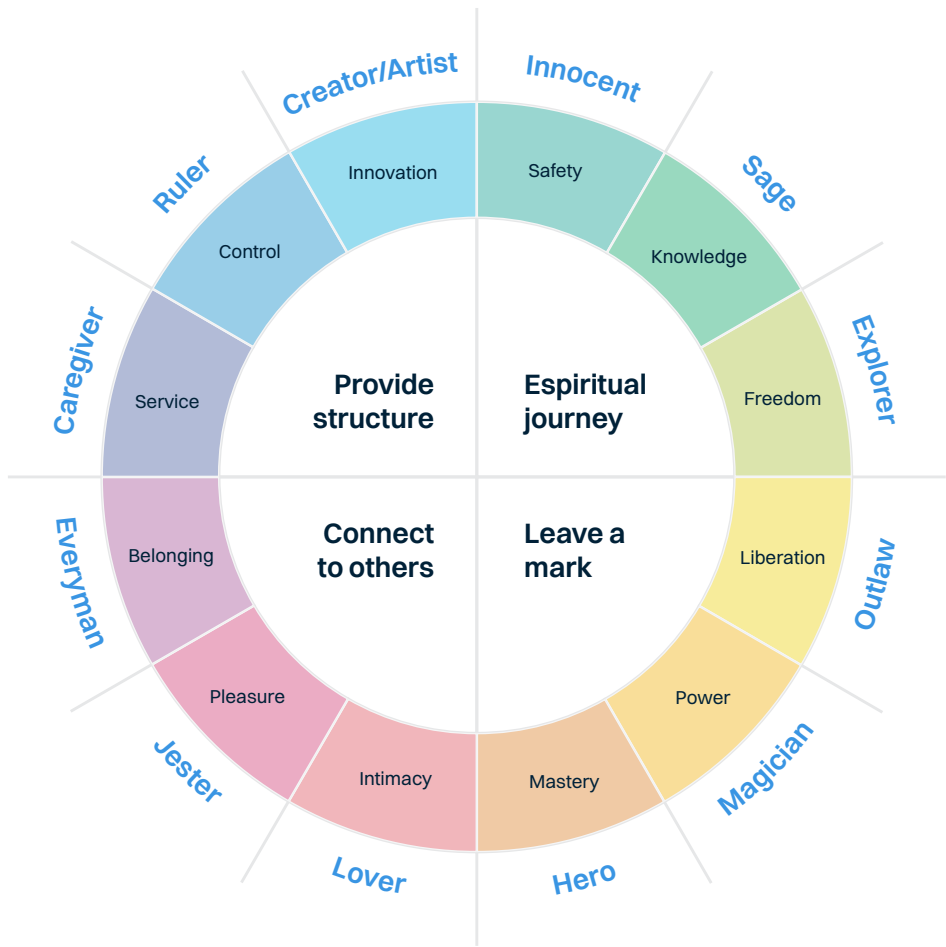 Creator/Artist
Innocent
Ruler
Sage
Innovation
Safety
Control
Knowledge
Caregiver
Explorer
Service
Freedom
Provide
structure
Espiritual
journey
Connect
to others
Leave a
mark
Everyman
Outlaw
Belonging
Liberation
Pleasure
Power
Jester
Magician
Intimacy
Mastery
Lover
Hero